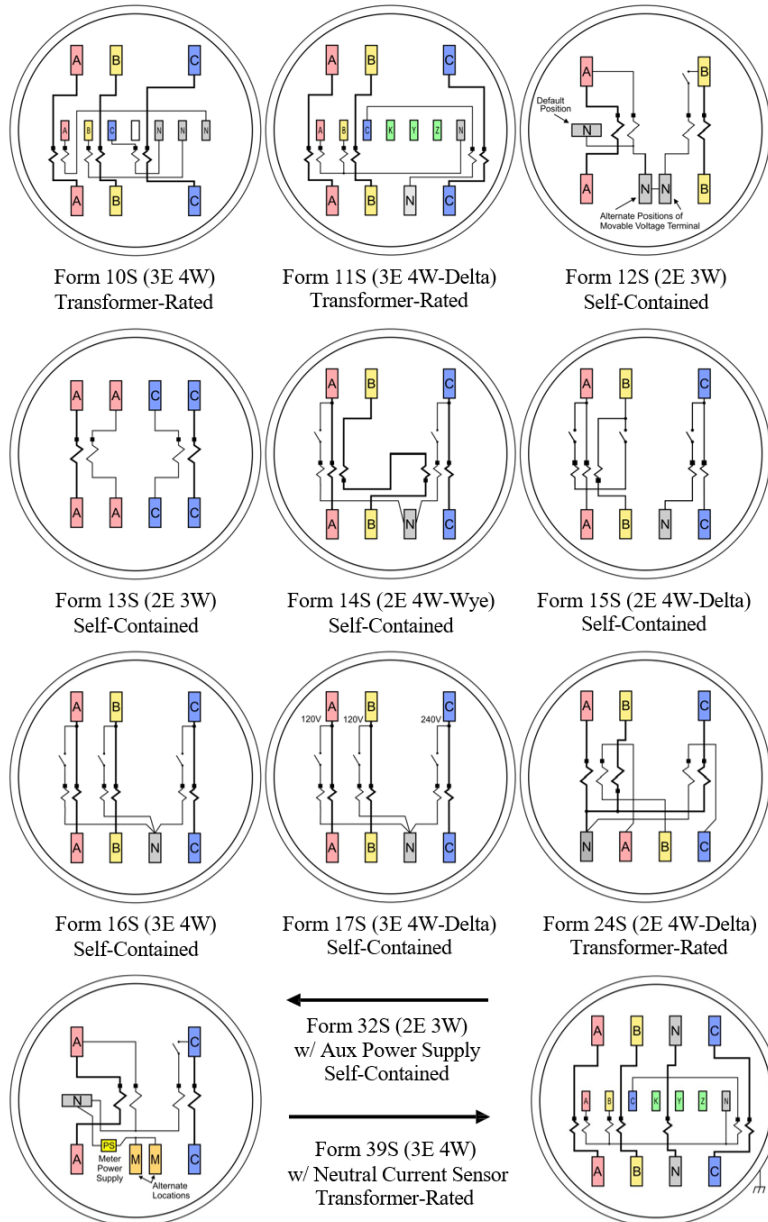 A B C
A B C N N N
A B C
Form 10S (3E 4W)
Transformer-Rated
A B C
A B C K Y Z N
A B N C
Form 11S (3E 4W-Delta)
Transformer-Rated
A B
Default
Position
N
A N N B
Alternate Positions of
Movable Voltage Terminal
Form 12S (2E 3W)
Self-Contained
A A C C
A A C C
Form 13S (2E 3W)
Self-Contained
A B C
A B N C
Form 14S (2E 4W-Wye)
Self-Contained
A B C
A B N C
Form 15S (2E 4W-Delta)
Self-Contained
A B C
A B N C
Form 16S (3E 4W)
Self-Contained
A B C
120V 120V 240V
A B N C
Form 17S (3E 4W-Delta)
Self-Contained
A B C
N A B C
Form 24S (2E 4W-Delta)
Transformer-Rated
A C
N
PS
A M M C
Meter
Power
Supply
Alternate
Locations
Form 32S (2E 3W)
w/ Aux Power Supply
Self-Contained
Form 39S (3E 4W)
w/ Neutral Current Sensor
Transformer-Rated
A B N C
A B C K Y Z N
A B N C